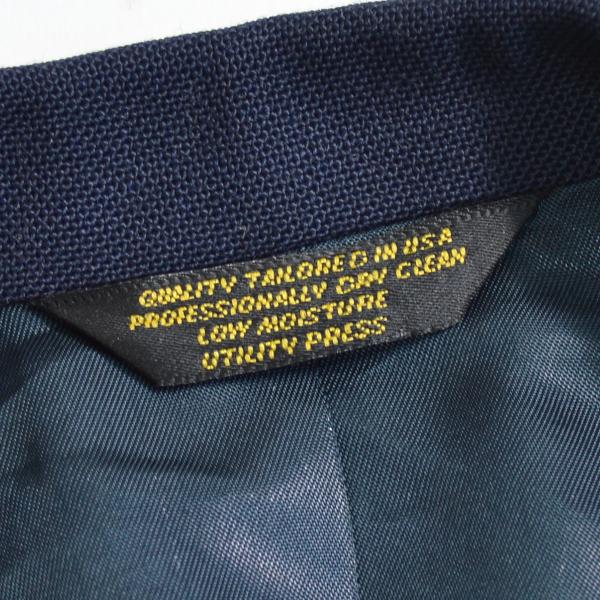 QUALITY TAILORED IN USA
PROFESSIONALLY DRY CLEAN
LOW MOISTURE
UTILITY PRESS